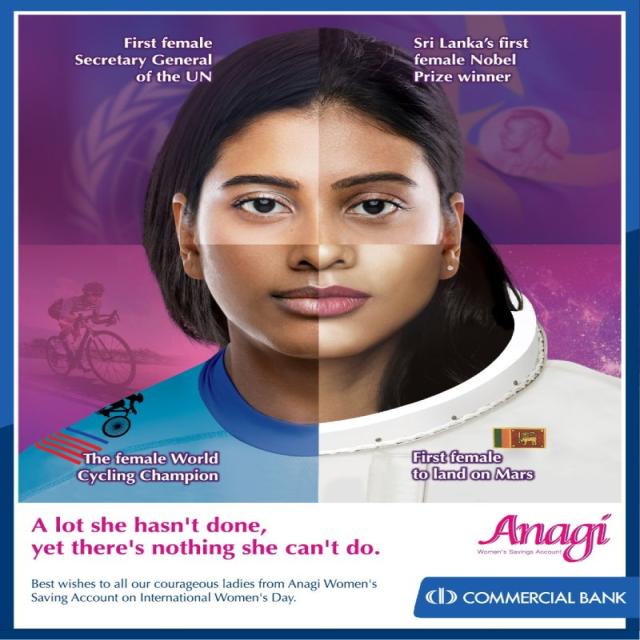 First female
Secretary General
of the UN
Sri Lanka's first
female Nobel
Prize winner
The female World
Cycling Champion
First female
to land on Mars
A lot she hasn't done,
yet there's nothing she can't do.
Anagi
Women's Savings Account
Best wishes to all our courageous ladies from Anagi Women's
Saving Account on International Women's Day.
COMMERCIAL BANK